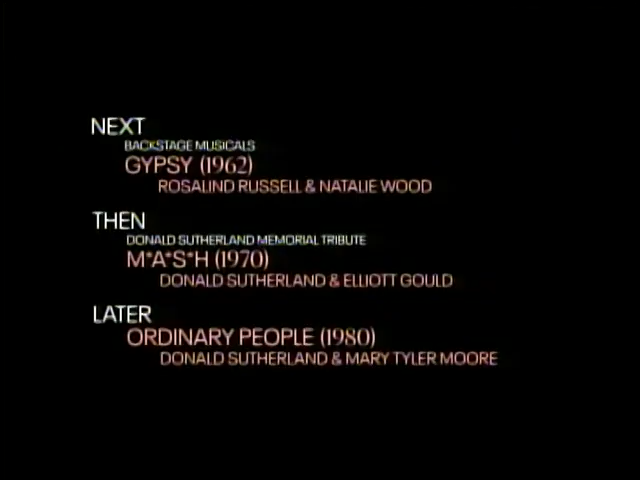 NEXT
BACKSTAGE MUSICALS
GYPSY (1962)
ROSALIND RUSSELL & NATALIE WOOD
THEN
DONALD SUTHERLAND MEMORIAL TRIBUTE
M*A*S*H (1970)
DONALD SUTHERLAND & ELLIOTT GOULD
LATER
ORDINARY PEOPLE (1980)
DONALD SUTHERLAND & MARY TYLER MOORE